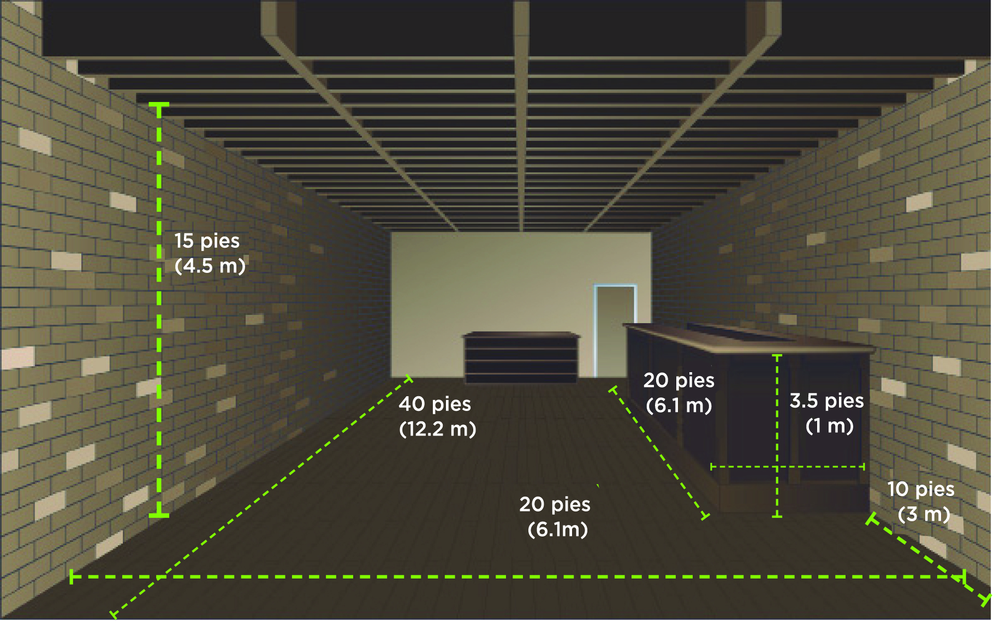 15 pies
(4.5 m)
40 pies
(12.2 m)
20 pies
(6.1 m)
3.5 pies
(1 m)
20 pies
(6.1m)
10 pies
(3 m)